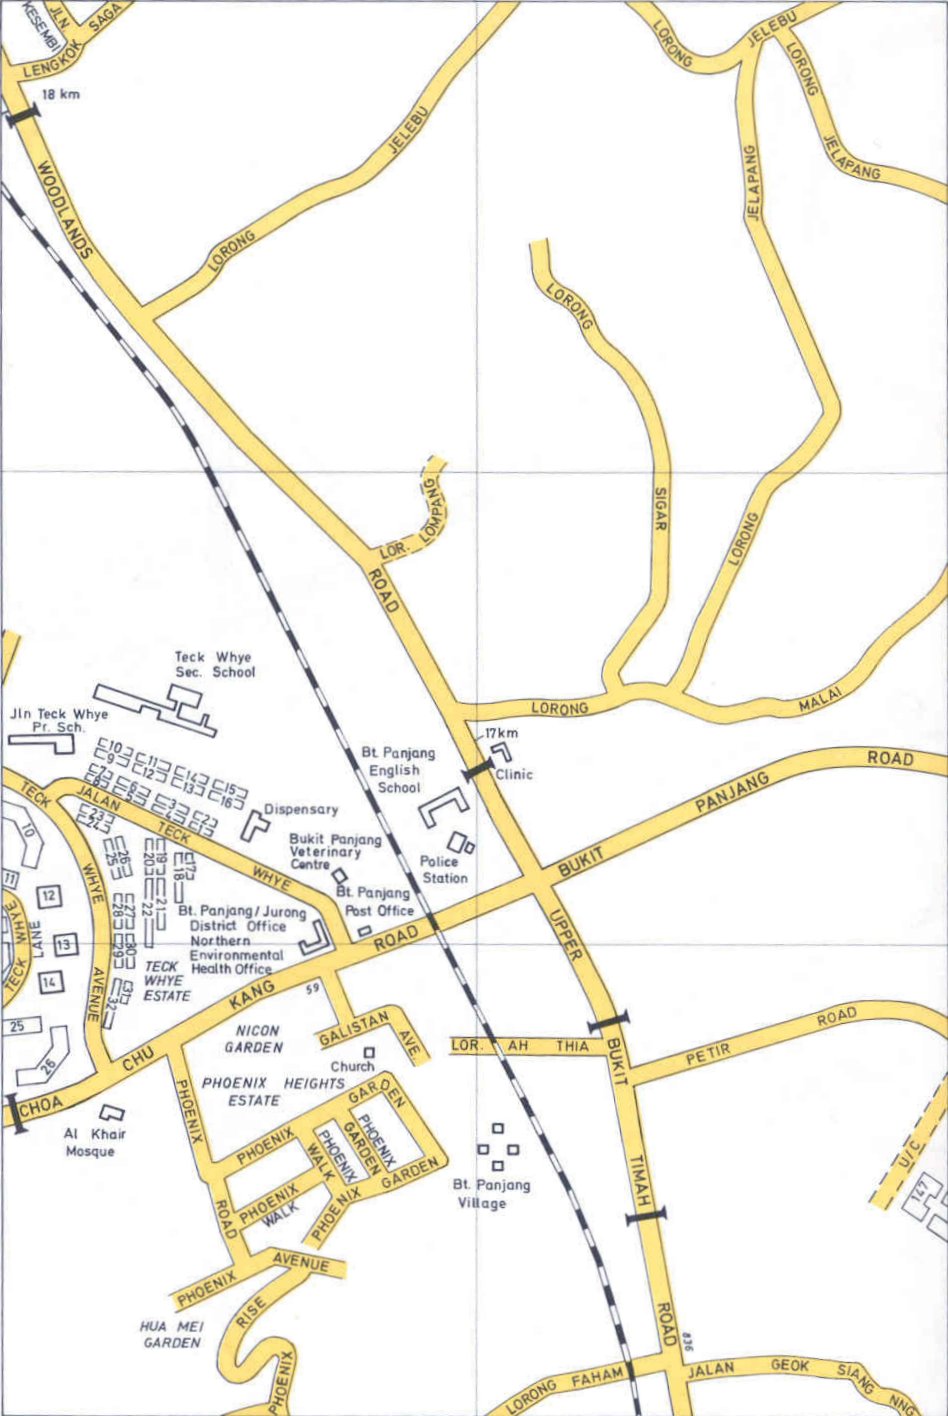 JLN
KESEMBI
SAGA
LENGKOK
18 km
WOODLANDS
LORONG
JELEBU
LORONG
JELEBU
LORONG
JELAPANG
JELAPANG
LORONG
LORONG
SIGAR
LOR. LOMPANG
ROAD
LORONG
MALAI
17km
Clinic
Teck Whye
Sec. School
Jln Teck Whye
Pr. Sch.
Bt. Panjang
English
School
Police
Station
Dispensary
Bukit Panjang
Veterinary
Centre
Bt. Panjang
Post Office
Bt. Panjang/Jurong
District Office
Northern
Environmental
Health Office
10
9
11
12
14
13
15
16
7
8
6
5
3
4
2
1
23
24
26
25
20
19
17
18
28
27
22
21
29
30
32
31
TECK
WHYE
AVENUE
JALAN
TECK
WHYE
10
11
12
13
14
25
26
TECK
WHYE
LANE
TECK
WHYE
ESTATE
CHOA
CHU
KANG
ROAD
BUKIT
PANJANG
ROAD
UPPER
BUKIT
TIMAH
ROAD
59
NICON
GARDEN
GALISTAN
AVE.
Church
LOR. AH THIA
PETIR
ROAD
PHOENIX HEIGHTS
ESTATE
Al Khair
Mosque
PHOENIX
ROAD
PHOENIX
GARDEN
PHOENIX
WALK
PHOENIX
GARDEN
PHOENIX
PHOENIX
GARDEN
PHOENIX
WALK
PHOENIX
AVENUE
HUA MEI
GARDEN
RISE
PHOENIX
Bt. Panjang
Village
U/C
147
836
LORONG
FAHAM
JALAN
GEOK
SIANG
NNG